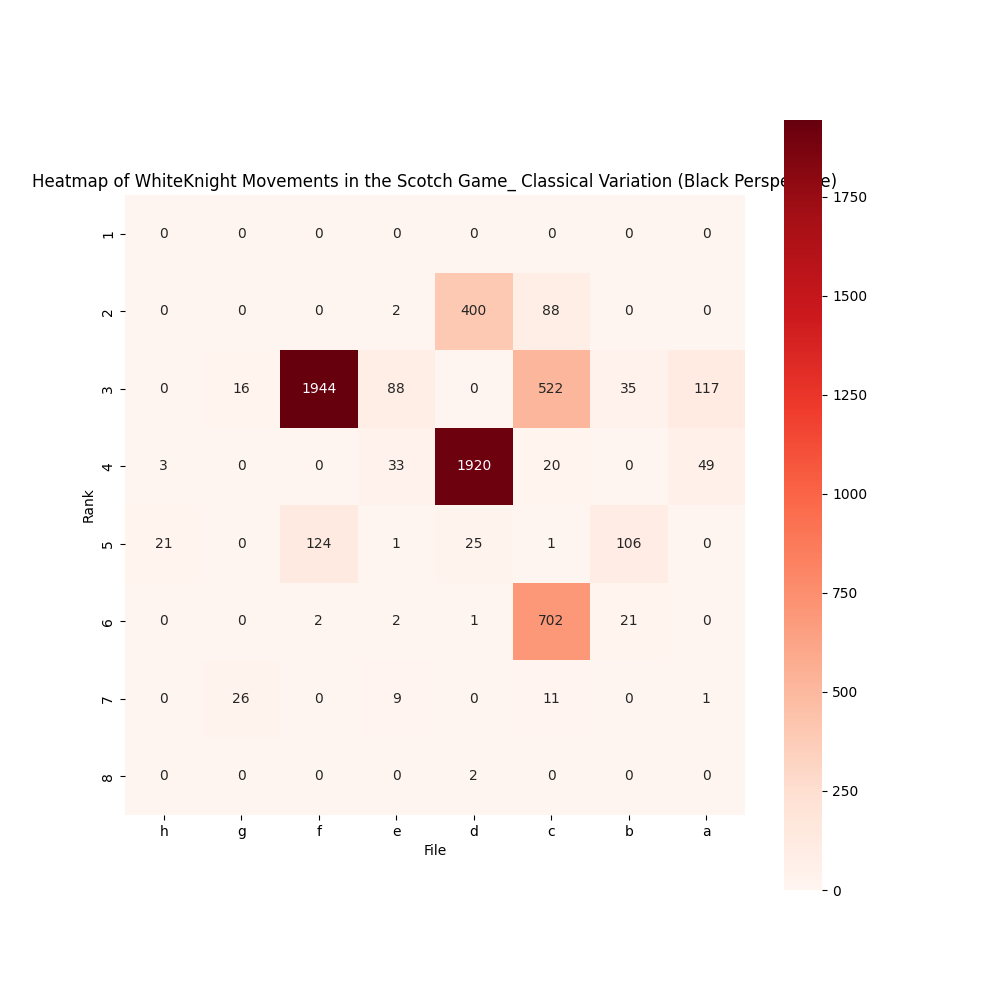 Heatmap of WhiteKnight Movements in the Scotch Game_ Classical Variation (Black Perspe e)
1 0 0 0 0 0 0 0 0
2 0 0 0 2 400 88 0 0
3 0 16 1944 88 0 522 35 117
4 3 0 0 33 1920 20 0 49
5 21 0 124 1 25 1 106 0
6 0 0 2 2 1 702 21 0
7 0 26 0 9 0 11 0 1
8 0 0 0 0 2 0 0 0
h g f e d c b a
Rank
File
1750
1500
1250
1000
750
500
250
0